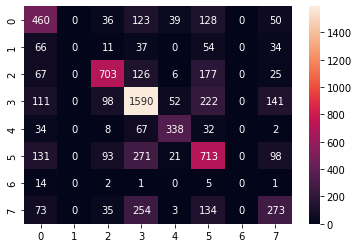 0 460 0 36 123 39 128 0 50 1400
1 66 0 11 37 0 54 0 34 1200
2 67 0 703 126 6 177 0 25 1000
3 111 0 98 1590 52 222 0 141 800
4 34 0 8 67 338 32 0 2 600
5 131 0 93 271 21 713 0 98 400
6 14 0 2 1 0 5 0 1 200
7 73 0 35 254 3 134 0 273 0
0 1 2 3 4 5 6 7